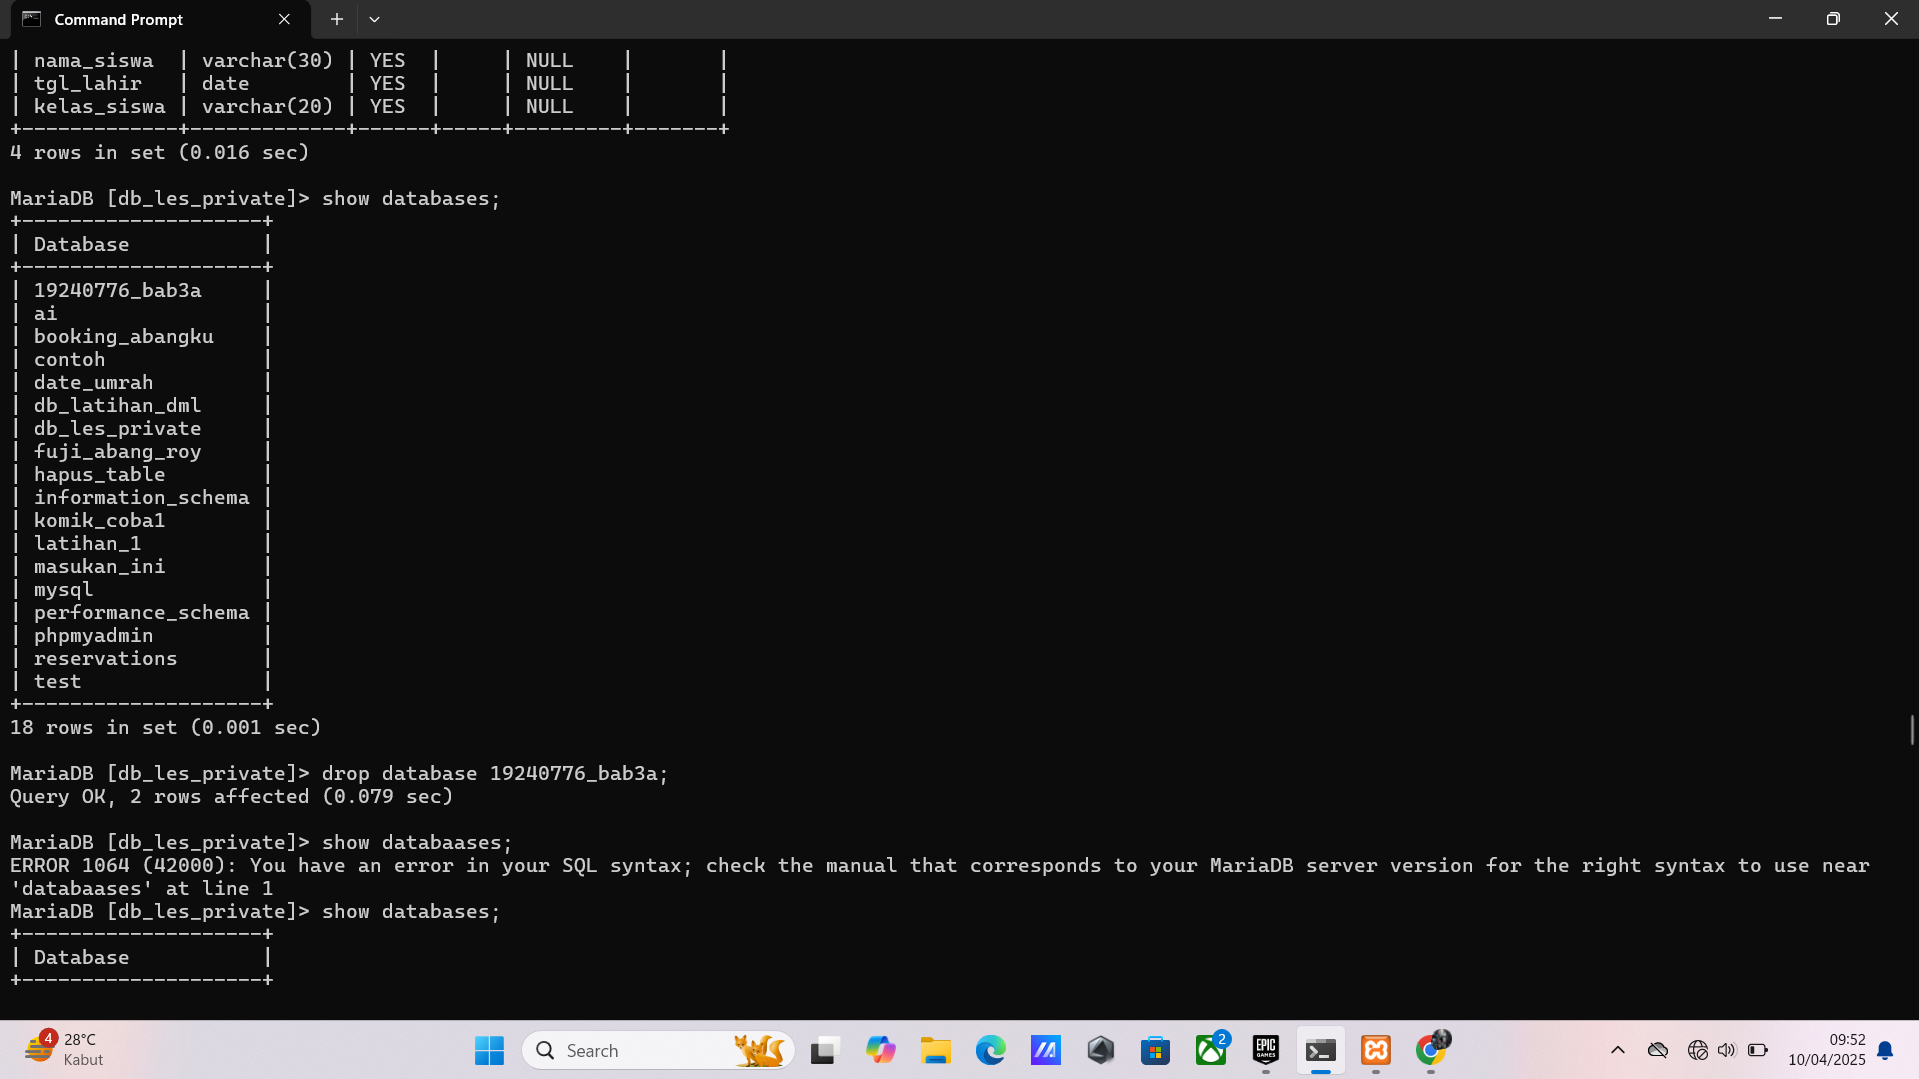 Command Prompt
| nama_siswa  | varchar(30) | YES  |     | NULL    |       |
| tgl_lahir   | date        | YES  |     | NULL    |       |
| kelas_siswa | varchar(20) | YES  |     | NULL    |       |
+-------------+-------------+------+-----+---------+-------+
4 rows in set (0.016 sec)
MariaDB [db_les_private]> show databases;
+--------------------+
| Database           |
+--------------------+
| 19240776_bab3a     |
| ai                 |
| booking_abangku    |
| contoh             |
| date_umrah         |
| db_latihan_dml     |
| db_les_private     |
| fuji_abang_roy     |
| hapus_table        |
| information_schema |
| komik_coba1        |
| latihan_1          |
| masukan_ini        |
| mysql              |
| performance_schema |
| phpmyadmin         |
| reservations       |
| test               |
+--------------------+
18 rows in set (0.001 sec)
MariaDB [db_les_private]> drop database 19240776_bab3a;
Query OK, 2 rows affected (0.079 sec)
MariaDB [db_les_private]> show databaases;
ERROR 1064 (42000): You have an error in your SQL syntax; check the manual that corresponds to your MariaDB server version for the right syntax to use near
'databaases' at line 1
MariaDB [db_les_private]> show databases;
+--------------------+
| Database           |
+--------------------+
4
28°C
Kabut
Search
2
EPIC
GAMES
09:52
10/04/2025